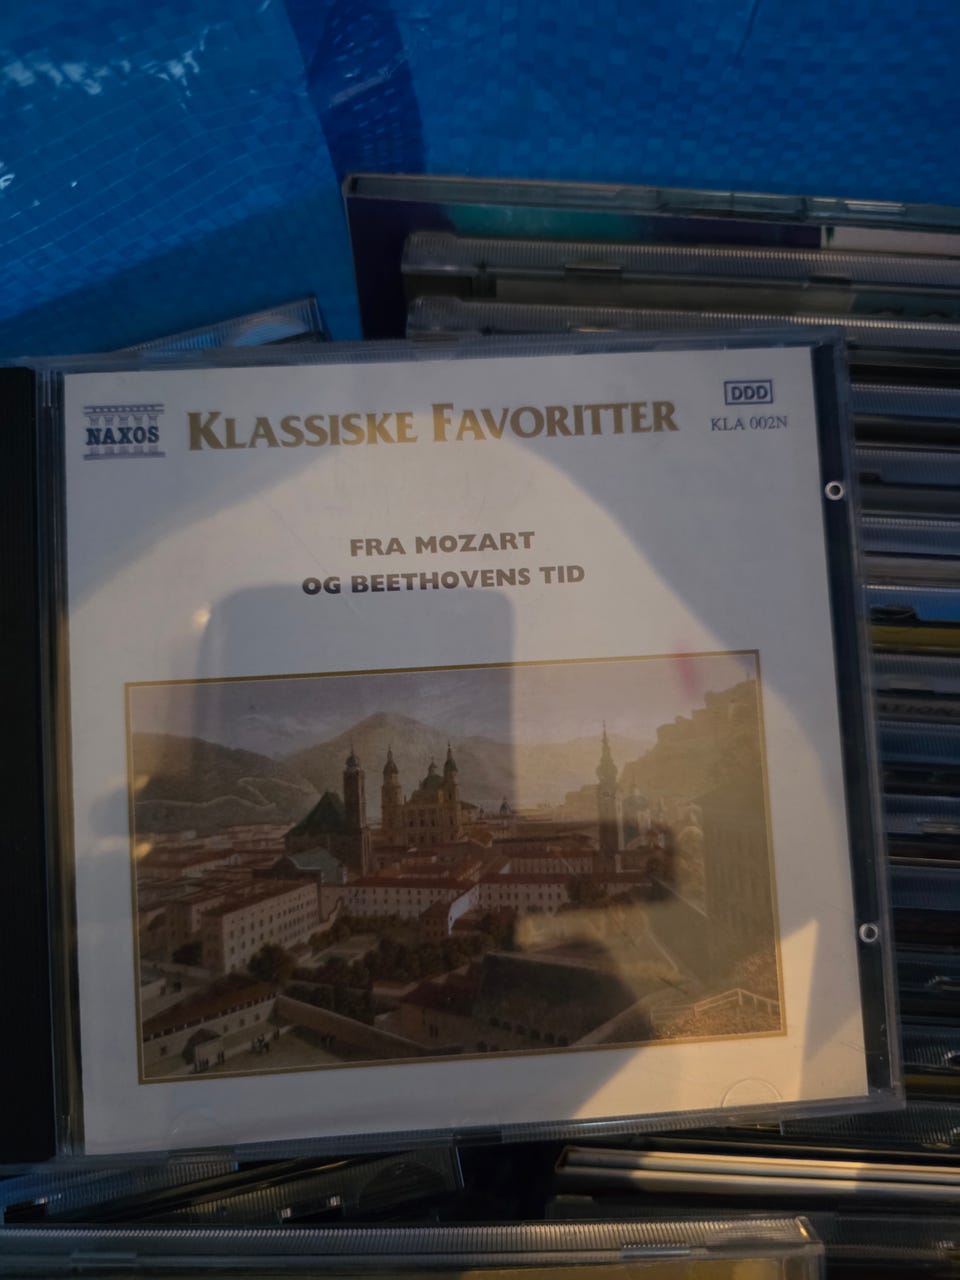 NAXOS
KLASSISKE FAVORITTER
DDD
KLA 002N
FRA MOZART
OG BEETHOVENS TID